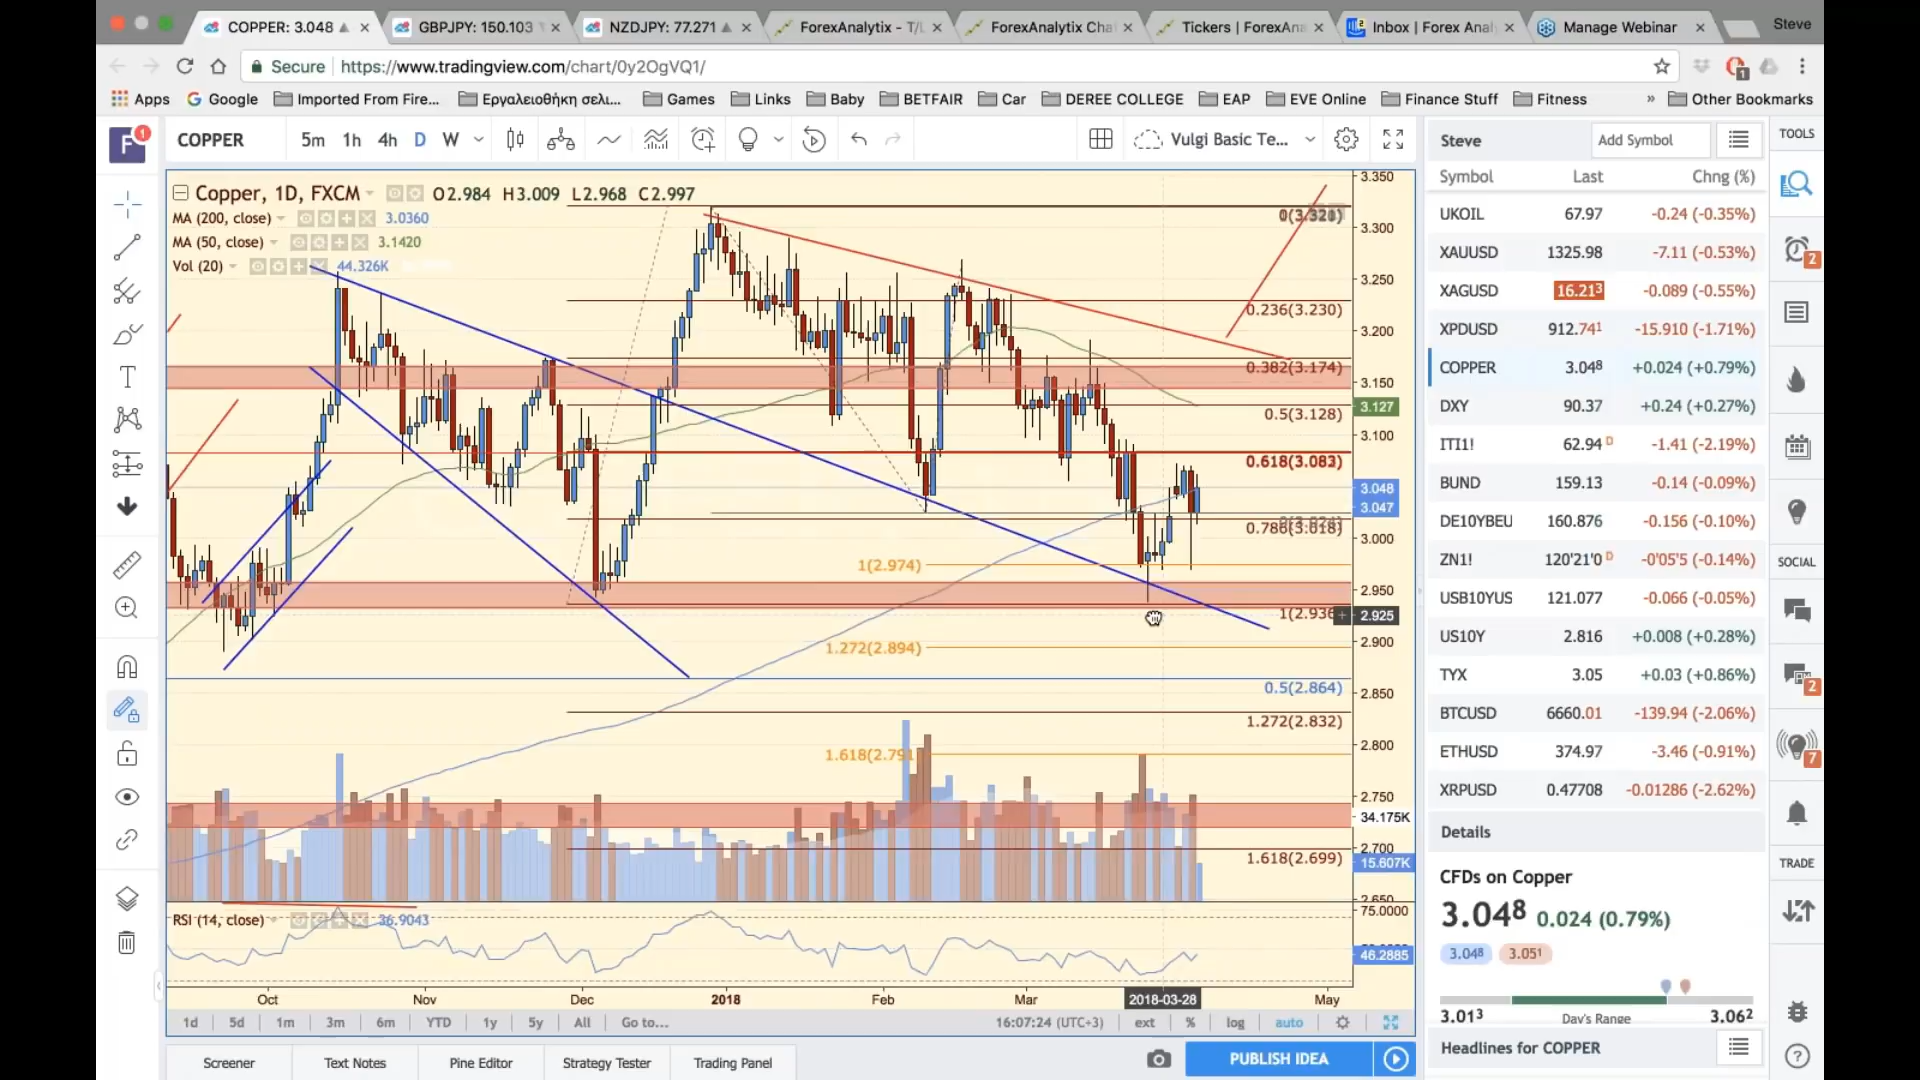 COPPER: 3.048
GBPJPY: 150.103
NZDJPY: 77.271
ForexAnalytix - T/L
ForexAnalytix Cha
Tickers | ForexAna
Inbox | Forex Analy
Manage Webinar
Steve
Secure
https://www.tradingview.com/chart/0y2OgVQ1/
Apps
Google
Imported From Fire...
Εργαλειοθήκη σελι...
Games
Links
Baby
BETFAIR
Car
DEREE COLLEGE
EAP
EVE Online
Finance Stuff
Fitness
»
Other Bookmarks
F 1
COPPER
5m 1h 4h D W
Vulgi Basic Te...
Copper, 1D, FXCM
O2.984 H3.009 L2.968 C2.997
MA (200, close) 3.0360
MA (50, close) 3.1420
Vol (20) 44.326K
0.236(3.230)
0.382(3.174)
0.5(3.128)
1(2.974)
1.272(2.894)
0.5(2.864)
1.272(2.832)
1.618(2.699)
3.350
3.300
3.250
3.200
3.150
3.127
3.100
3.048
3.047
3.000
2.950
2.925
2.900
2.850
2.800
2.750
34.175K
2.700
15.607K
RSI (14, close) 36.9043
75.0000
46.2885
Oct Nov Dec 2018 Feb Mar 2018-03-28 May
1d 5d 1m 3m 6m YTD 1y 5y All Go to...
16:07:24 (UTC+3) ext % log auto
Screener Text Notes Pine Editor Strategy Tester Trading Panel
PUBLISH IDEA
Steve
Add Symbol
Symbol Last Chng (%)
UKOIL 67.97 -0.24 (-0.35%)
XAUUSD 1325.98 -7.11 (-0.53%)
XAGUSD 16.213 -0.089 (-0.55%)
XPDUSD 912.741 -15.910 (-1.71%)
COPPER 3.048 +0.024 (+0.79%)
DXY 90.37 +0.24 (+0.27%)
ITI1! 62.94 D -1.41 (-2.19%)
BUND 159.13 -0.14 (-0.09%)
DE10YBEU 160.876 -0.156 (-0.10%)
ZN1! 120'21'0 D -0'05'5 (-0.14%)
USB10YUS 121.077 -0.066 (-0.05%)
US10Y 2.816 +0.008 (+0.28%)
TYX 3.05 +0.03 (+0.86%)
BTCUSD 6660.01 -139.94 (-2.06%)
ETHUSD 374.97 -3.46 (-0.91%)
XRPUSD 0.47708 -0.01286 (-2.62%)
Details
CFDs on Copper
3.048 0.024 (0.79%)
3.048 3.051
3.013 Day's Range 3.062
Headlines for COPPER
TOOLS
2
SOCIAL
2
7
TRADE